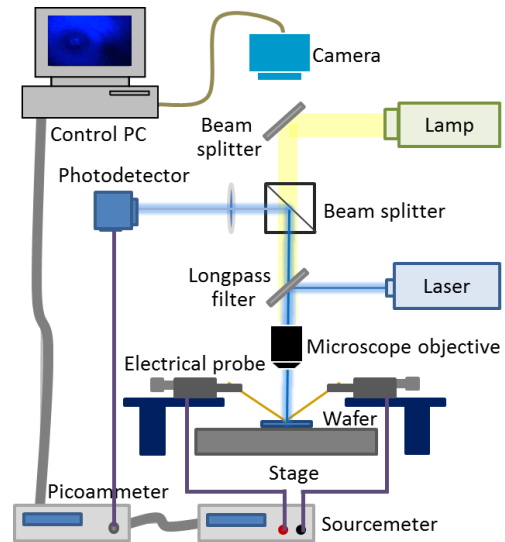 Camera
Control PC
Beam
splitter
Lamp
Photodetector
Beam splitter
Longpass
filter
Laser
Microscope objective
Electrical probe
Wafer
Stage
Picoammeter
Sourcemeter